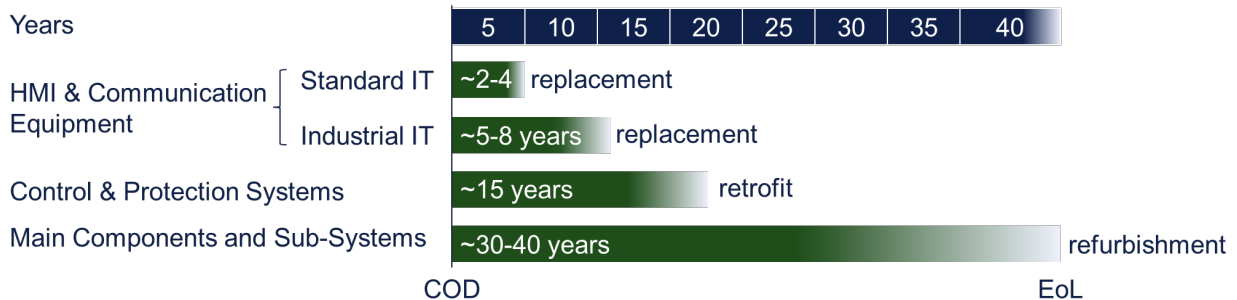 Years 5 10 15 20 25 30 35 40
HMI & Communication
Equipment
Standard IT ~2-4 replacement
Industrial IT ~5-8 years replacement
Control & Protection Systems ~15 years retrofit
Main Components and Sub-Systems ~30-40 years refurbishment
COD EoL